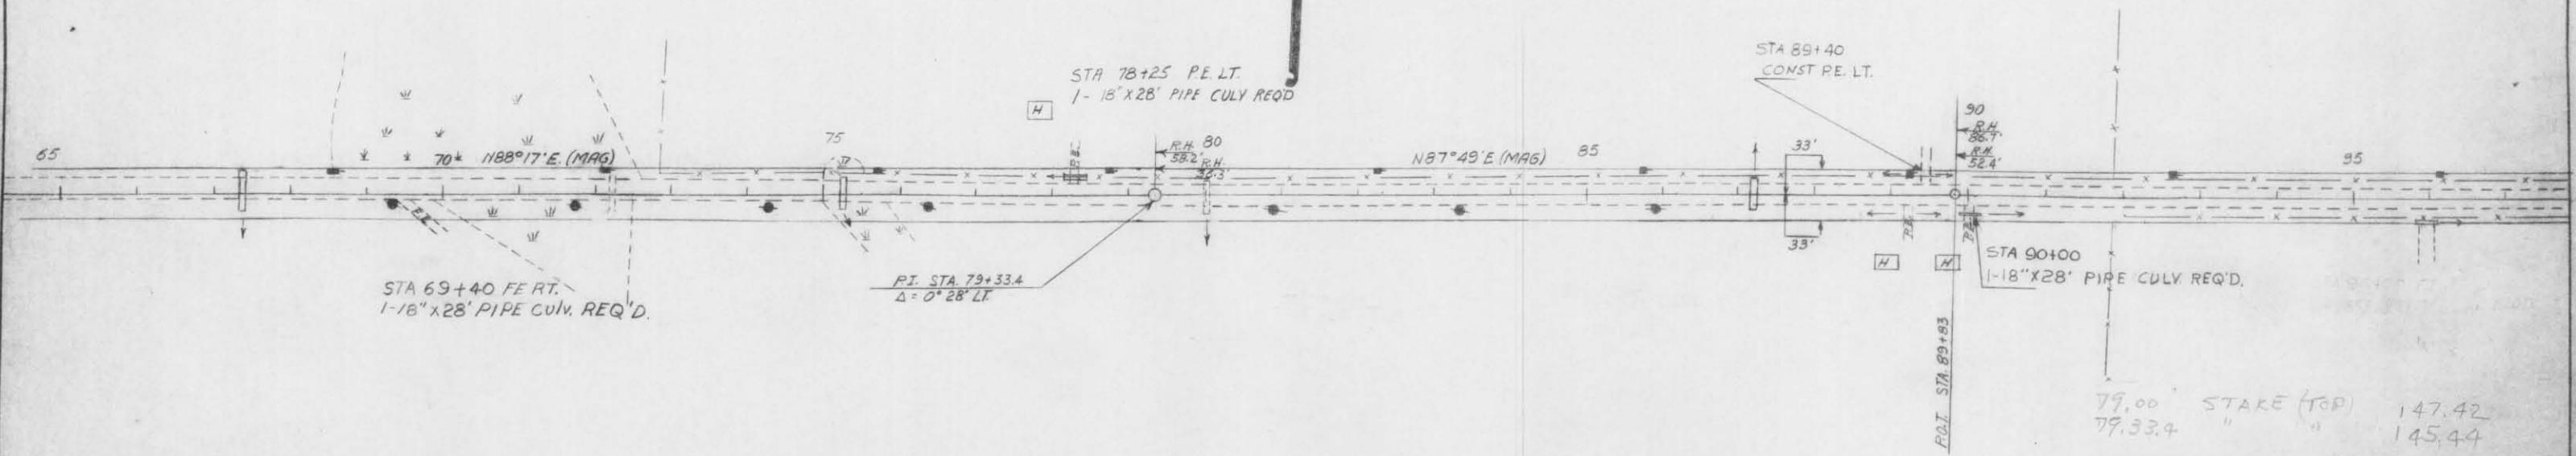 STA 78+25 P.E. LT.
1- 18"X28' PIPE CULV REQ'D
H
STA 89+40
CONST P.E. LT.
65
70
N88°17'E. (MAG)
75
P.E.
R.H.
58.2'
80
R.H.
N87°49'E (MAG)
85
33'
90
R.H.
86.7'
R.H.
52.4'
95
33'
P.E.
P.E.
H
H
STA 69+40 FE RT.
1-18"X28' PIPE Culv. REQ'D.
P.I. STA. 79+33.4
Δ = 0° 28' LT.
STA 90+00
1-18"X28' PIPE CULV. REQ'D.
P.O.T. STA. 89+83
79.00 STAKE (TOP) 147.42
79.33.4 " " 145.44